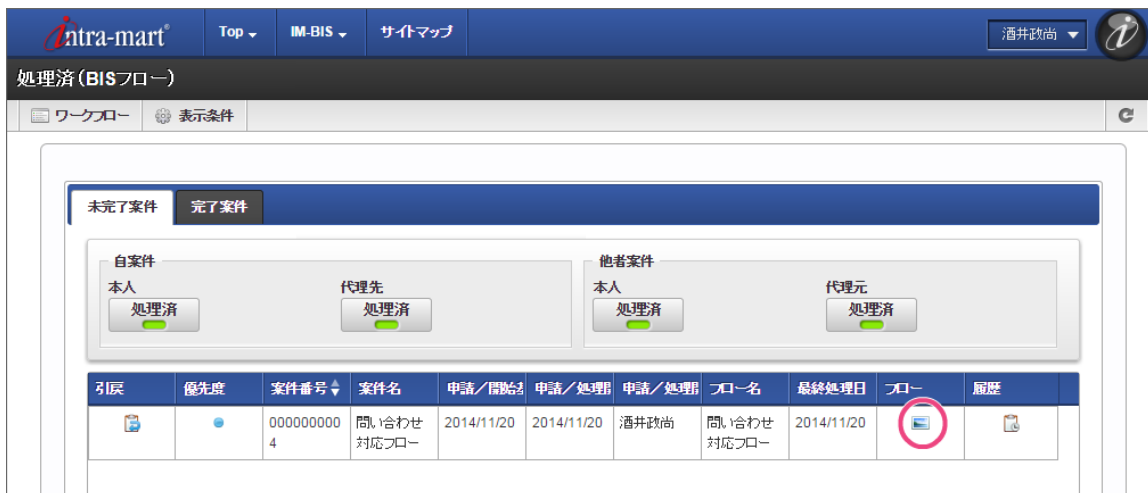 intra-mart® Top IM-BIS サイトマップ 酒井政尚
処理済(BISフロー)
ワークフロー 表示条件
未完了案件 完了案件
自案件 他者案件
本人 代理先 本人 代理元
処理済 処理済 処理済 処理済
引戻 優先度 案件番号 案件名 申請/開始 申請/処理 申請/処理 フロー名 最終処理日 フロー 履歴
000000000 問い合わせ 2014/11/20 2014/11/20 酒井政尚 問い合わせ 2014/11/20
4 対応フロー 対応フロー